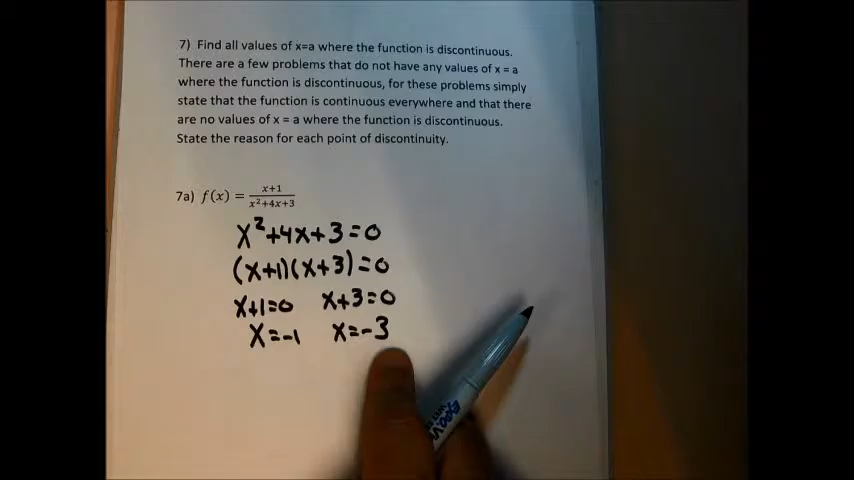 7) Find all values of x=a where the function is discontinuous.
There are a few problems that do not have any values of x = a
where the function is discontinuous, for these problems simply
state that the function is continuous everywhere and that there
are no values of x = a where the function is discontinuous.
State the reason for each point of discontinuity.
7a) f(x) = (x+1)/(x²+4x+3)
x²+4x+3=0
(x+1)(x+3)=0
x+1=0 x+3=0
x=-1 x=-3
EXPO